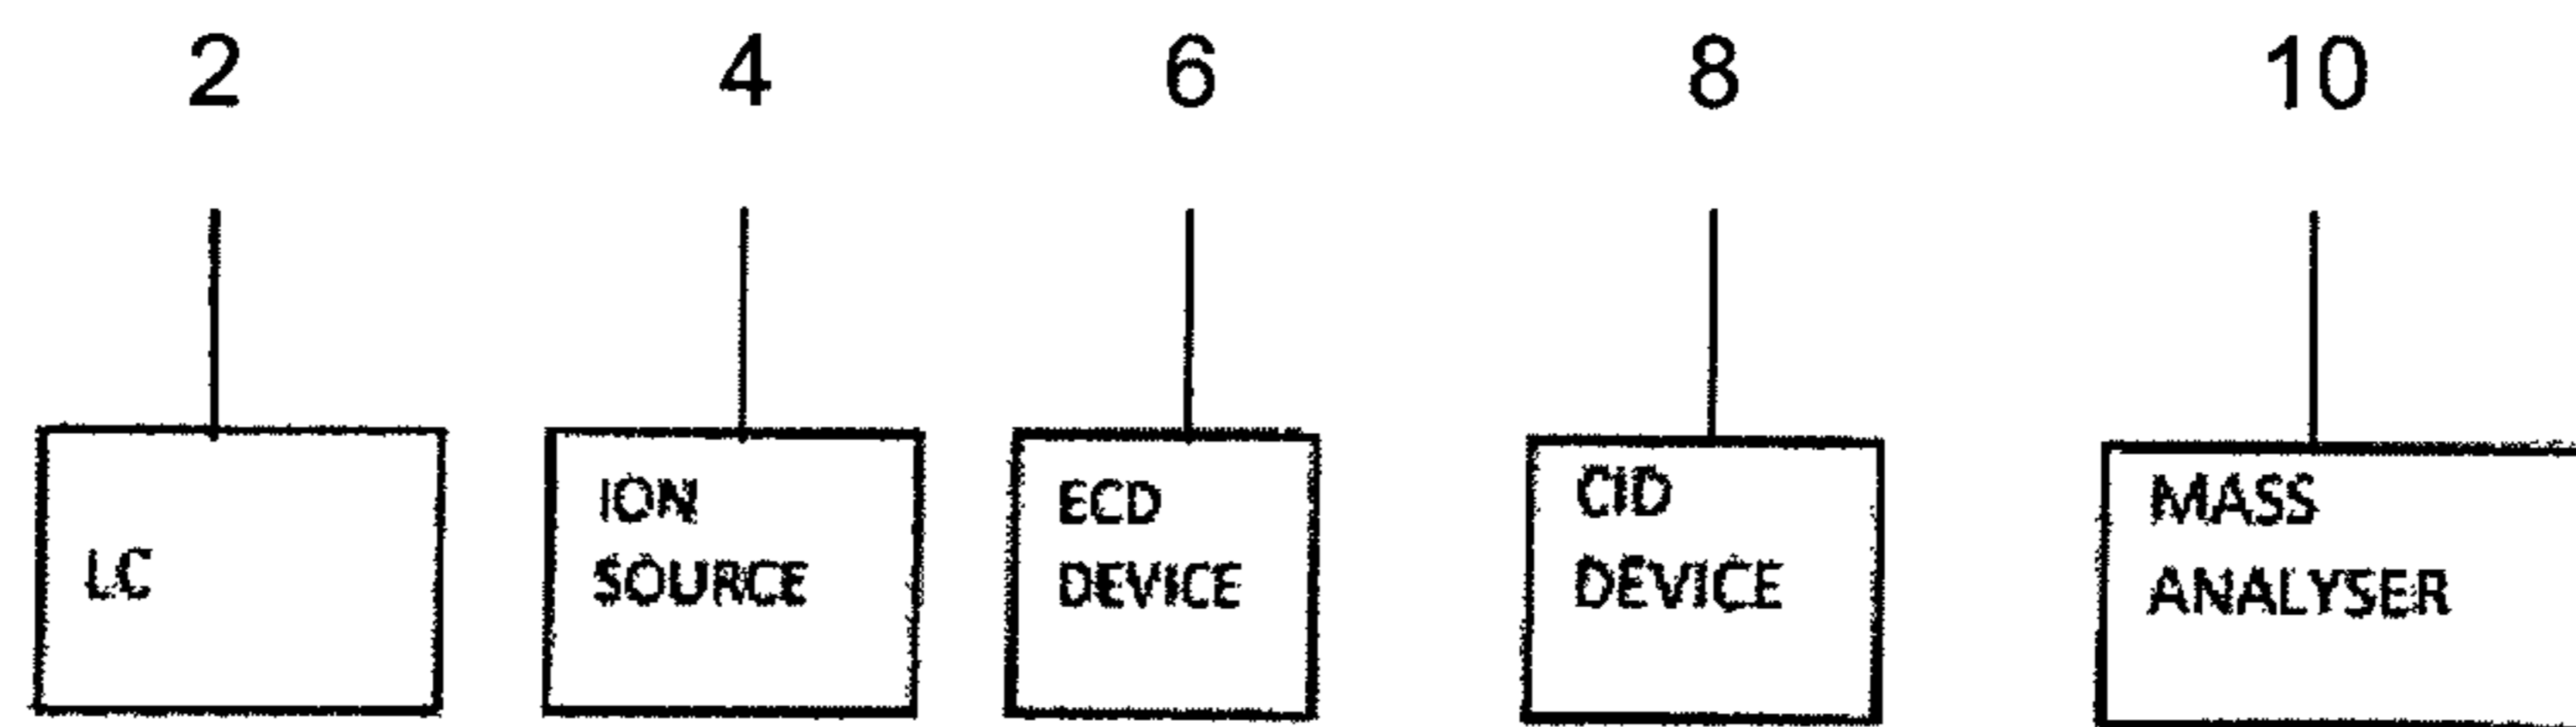 2 4 6 8 10
LC
ION
SOURCE
ECD
DEVICE
CID
DEVICE
MASS
ANALYSER